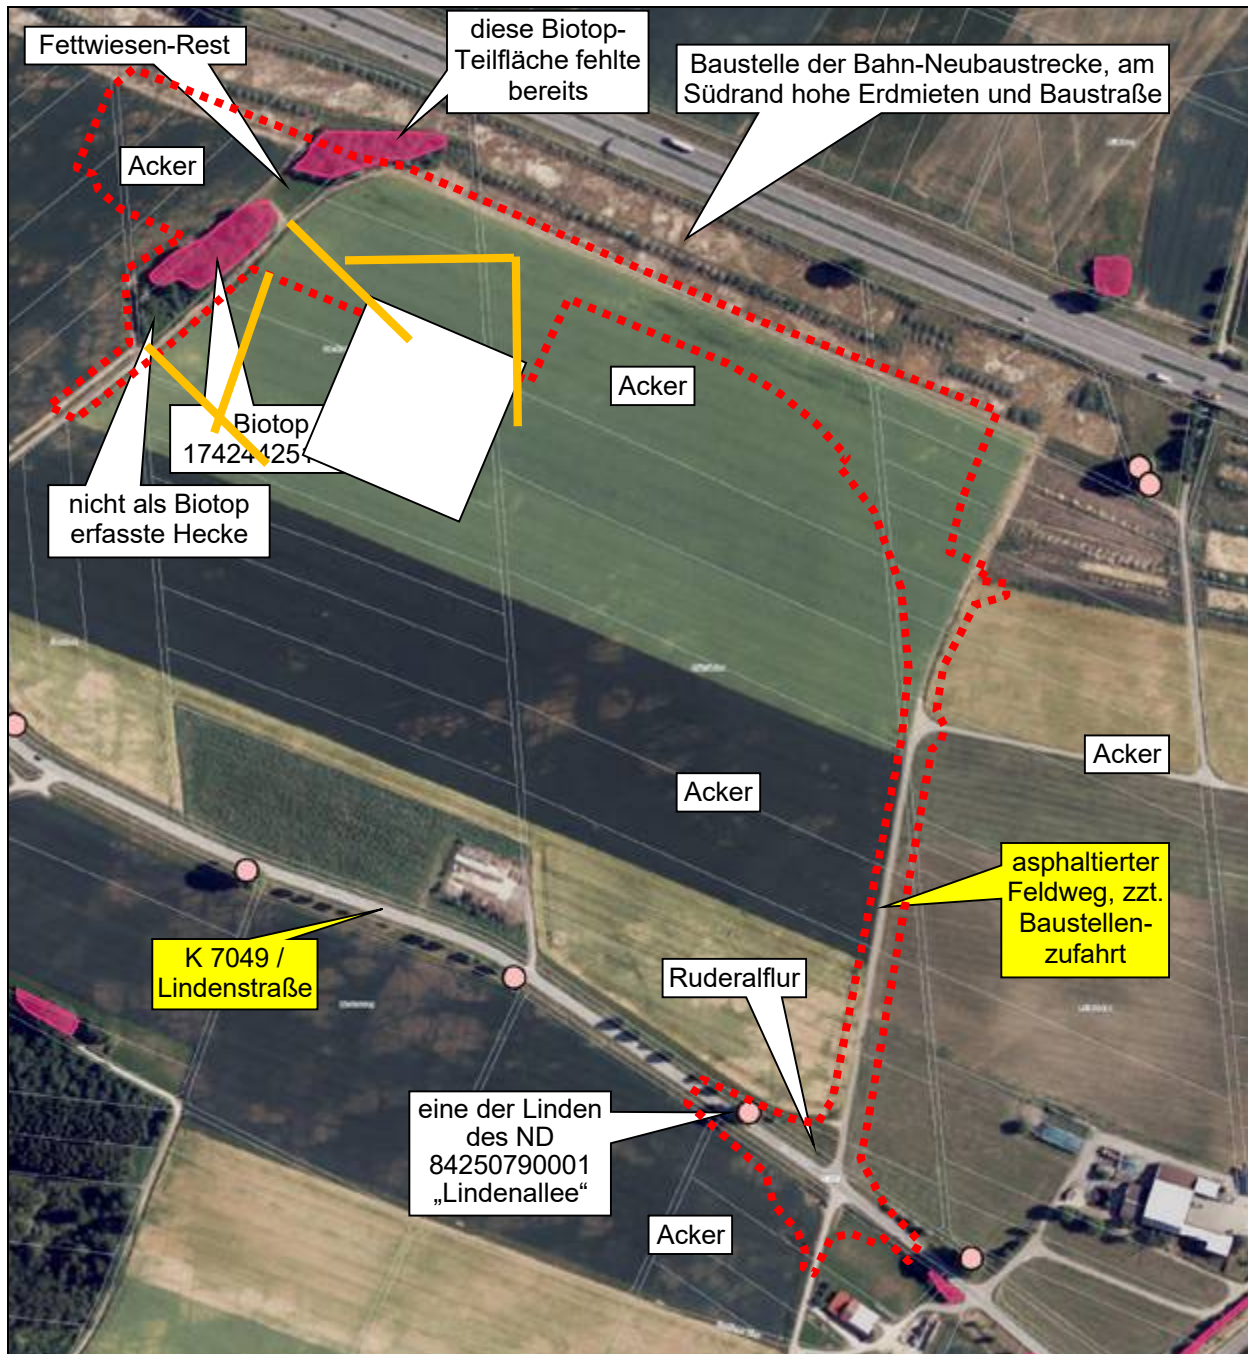 Fettwiesen-Rest
diese Biotop-
Teilfläche fehlte
bereits
Baustelle der Bahn-Neubaustrecke, am
Südrand hohe Erdmieten und Baustraße
Acker
Acker
Biotop
nicht als Biotop
erfasste Hecke
Acker
Acker
asphaltierter
Feldweg, zzt.
Baustellen-
zufahrt
K 7049 /
Lindenstraße
Ruderalflur
eine der Linden
des ND
84250790001
„Lindenallee“
Acker